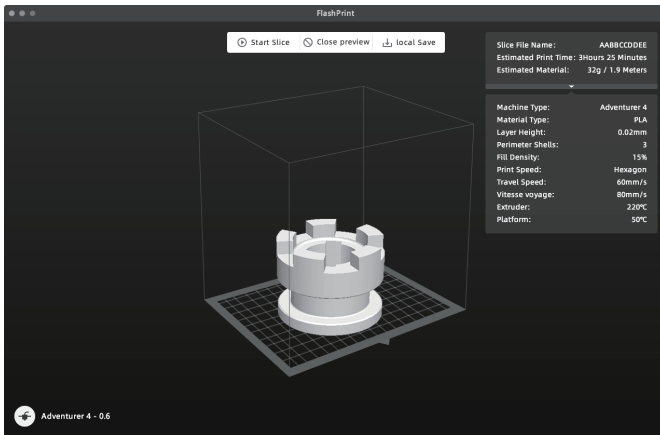 FlashPrint
Start Slice Close preview local Save
Slice File Name: AABBCCDDEE
Estimated Print Time: 3Hours 25 Minutes
Estimated Material: 32g / 1.9 Meters
Machine Type: Adventurer 4
Material Type: PLA
Layer Height: 0.02mm
Perimeter Shells: 3
Fill Density: 15%
Print Speed: Hexagon
Travel Speed: 60mm/s
Vitesse voyage: 80mm/s
Extruder: 220℃
Platform: 50℃
Adventurer 4 - 0.6